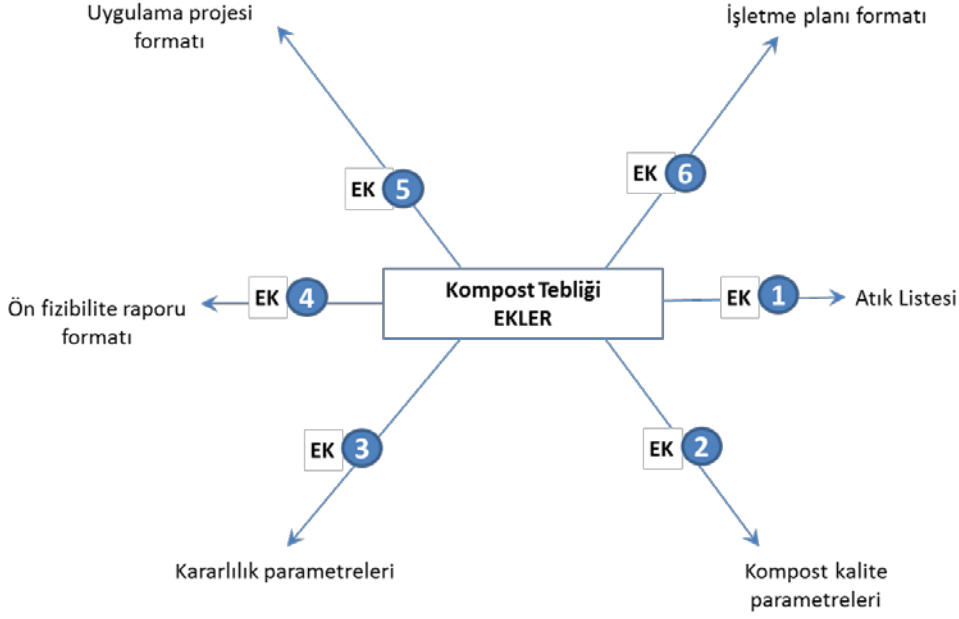 Uygulama projesi
formatı
İşletme planı formatı
EK 5
EK 6
Kompost Tebliği
EKLER
EK 4
Ön fizibilite raporu
formatı
EK 1
Atık Listesi
EK 3
EK 2
Kararlılık parametreleri
Kompost kalite
parametreleri